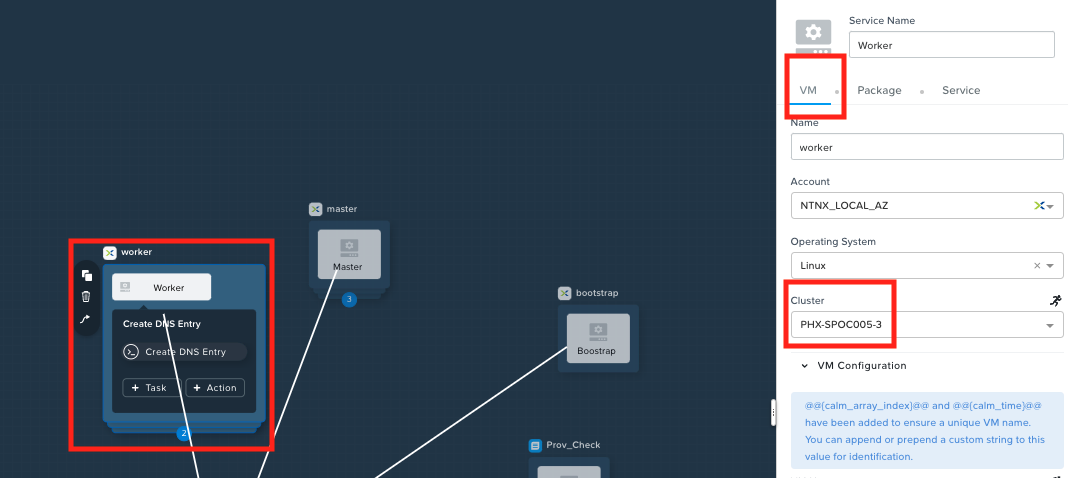 master
Master
3
worker
Worker
Create DNS Entry
Create DNS Entry
+ Task
+ Action
2
bootstrap
Boostrap
Prov_Check
Service Name
Worker
VM
Package
Service
Name
worker
Account
NTNX_LOCAL_AZ
Operating System
Linux
Cluster
PHX-SPOC005-3
VM Configuration
@@{calm_array_index}@@ and @@{calm_time}@@
have been added to ensure a unique VM name.
You can append or prepend a custom string to this
value for identification.